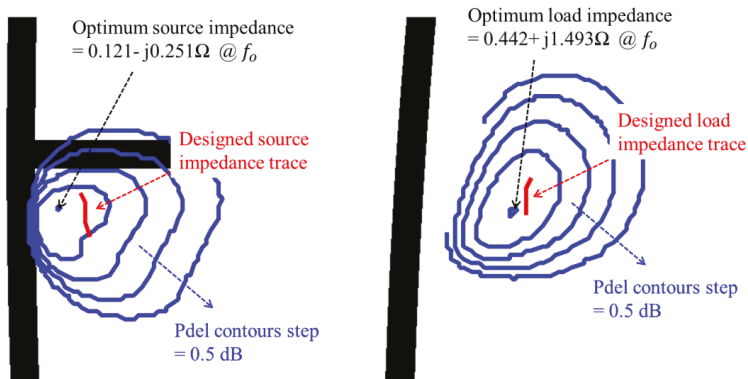 Optimum source impedance
= 0.121- j0.251Ω @ fo
Designed source
impedance trace
Pdel contours step
= 0.5 dB
Optimum load impedance
= 0.442+ j1.493Ω @ fo
Designed load
impedance trace
Pdel contours step
= 0.5 dB